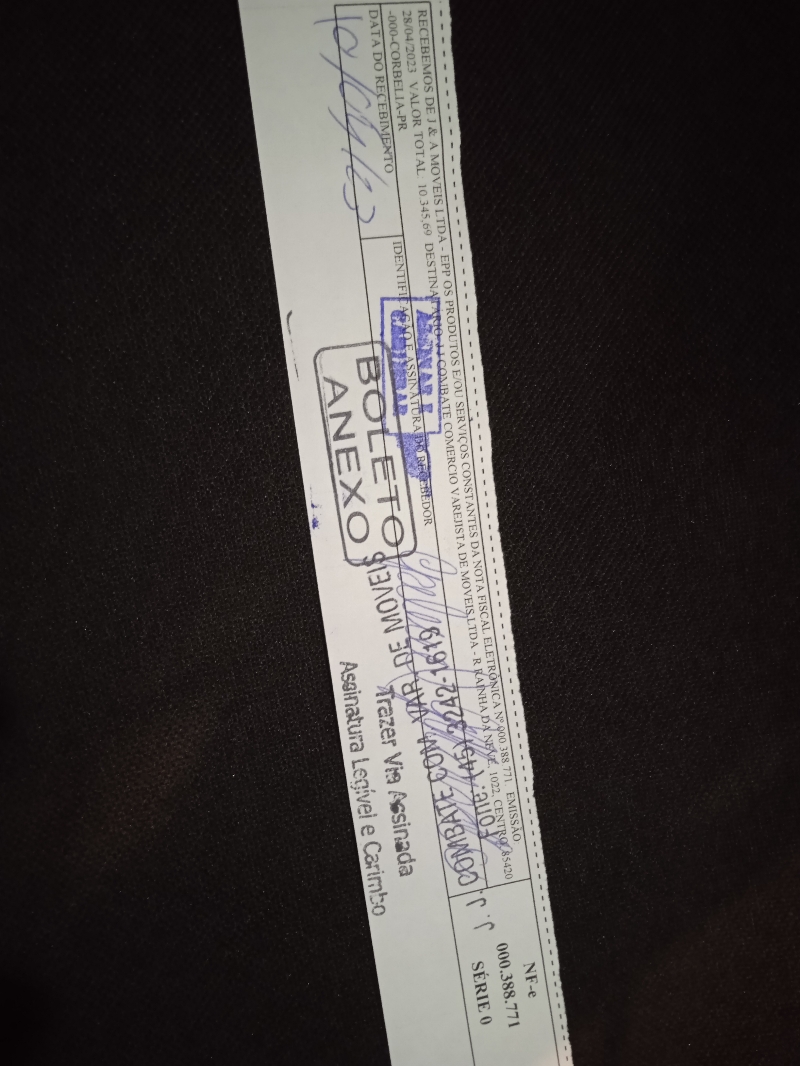 RECEBEMOS DE J & A MOVEIS LTDA - EPP OS PRODUTOS E/OU SERVIÇOS CONSTANTES DA NOTA FISCAL ELETRÔNICA Nº 000.388.771 EMISSÃO
28/04/2023 VALOR TOTAL: 10.345,69 DESTINATÁRIO: J J COMBATE COMERCIO VAREJISTA DE MOVEIS LTDA - R RAINHA DA NEVE, 1022, CENTRO, 85420
-000-CORBELIA-PR
DATA DO RECEBIMENTO
IDENTIFICAÇÃO E ASSINATURA DO RECEBEDOR
NF-e
000.388.771
SÉRIE 0
ASSINAR E
CARIMBAR
BOLETO
ANEXO
J. J. COMBATE COM. VAR. DE MOVEIS
Fone: (45) 3242-1619
Trazer Via Assinada
Assinatura Legível e Carimbo